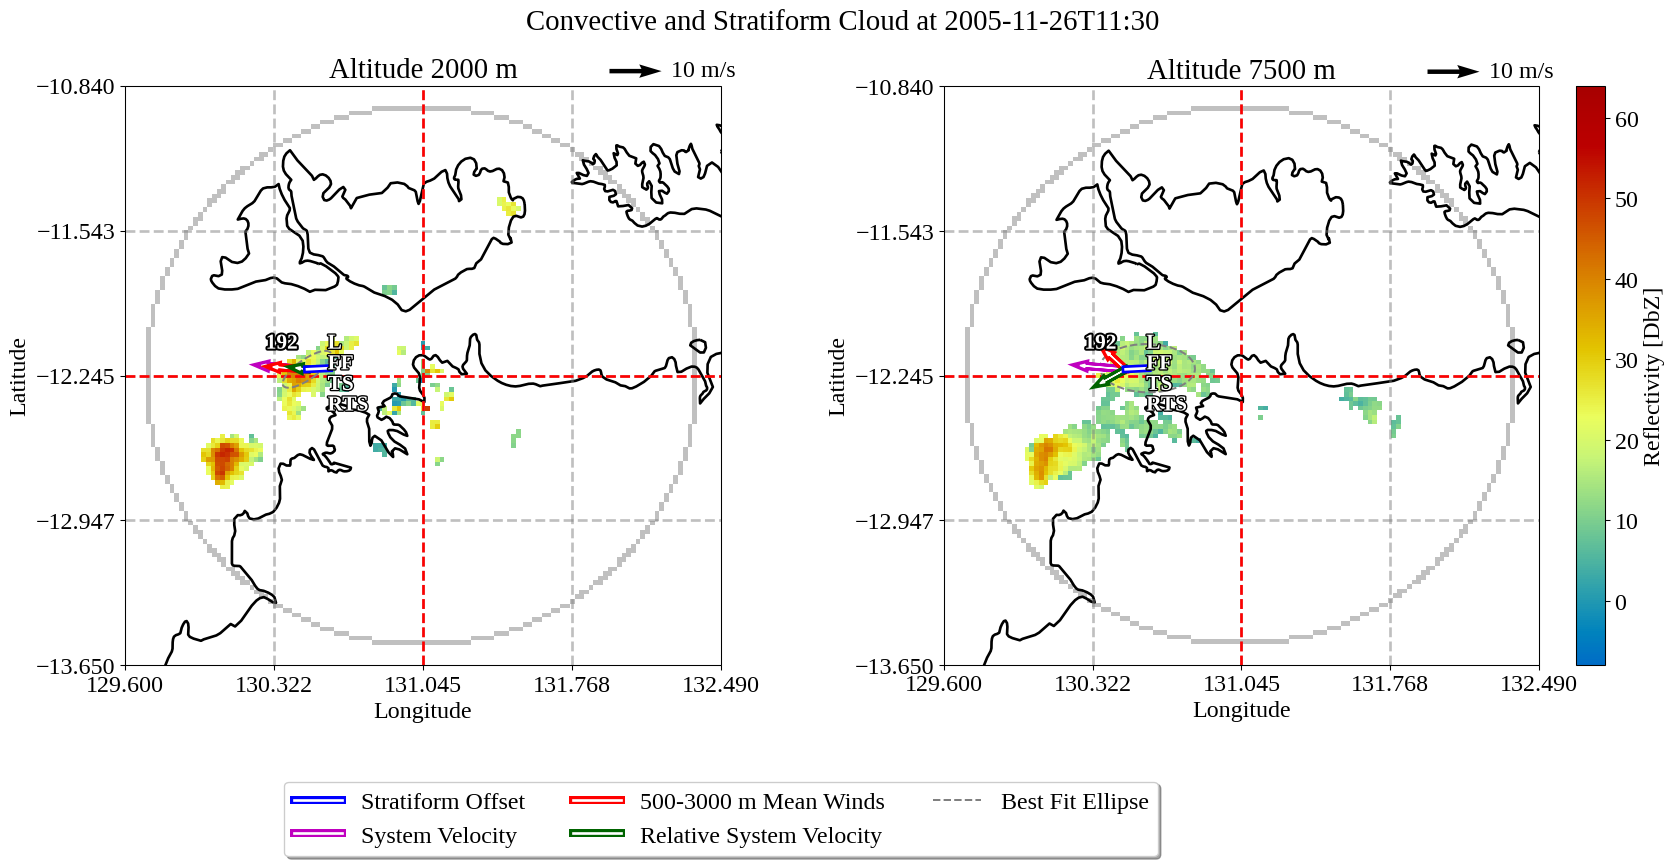 Convective and Stratiform Cloud at 2005-11-26T11:30
Altitude 2000 m
10 m/s
Altitude 7500 m
10 m/s
−10.840
−11.543
−12.245
−12.947
−13.650
129.600
130.322
131.045
131.768
132.490
Longitude
Latitude
192
L
FF
TS
RTS
−10.840
−11.543
−12.245
−12.947
−13.650
129.600
130.322
131.045
131.768
132.490
Longitude
Latitude
192
L
FF
TS
RTS
60
50
40
30
20
10
0
Reflectivity [DbZ]
Stratiform Offset
System Velocity
500-3000 m Mean Winds
Relative System Velocity
Best Fit Ellipse